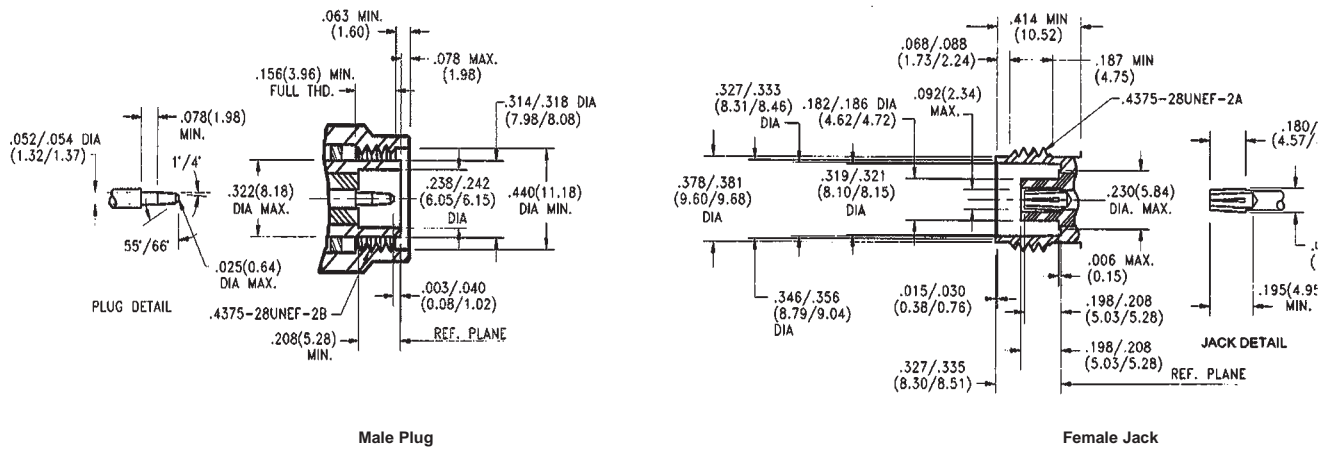 .063 MIN.
(1.60)
.078 MAX.
(1.98)
.156(3.96) MIN.
FULL THD.
.314/.318 DIA
(7.98/8.08)
.078(1.98)
MIN.
.052/.054 DIA
(1.32/1.37)
1'/4'
.322(8.18)
DIA MAX.
.238/.242
(6.05/6.15)
DIA
.440(11.18)
DIA MIN.
55'/66'
.025(0.64)
DIA MAX.
PLUG DETAIL
.003/.040
(0.08/1.02)
.4375-28UNEF-2B
.208(5.28)
MIN.
REF. PLANE
Male Plug
.414 MIN
(10.52)
.068/.088
(1.73/2.24)
.187 MIN
(4.75)
.327/.333
(8.31/8.46)
DIA
.182/.186 DIA
(4.62/4.72)
.092(2.34)
MAX.
.4375-28UNEF-2A
.180/
(4.57/
.378/.381
(9.60/9.68)
DIA
.319/.321
(8.10/8.15)
DIA
.230(5.84)
DIA. MAX.
.006 MAX.
(0.15)
.346/.356
(8.79/9.04)
DIA
.015/.030
(0.38/0.76)
.198/.208
(5.03/5.28)
.195(4.95
MIN.
JACK DETAIL
.198/.208
(5.03/5.28)
.327/.335
(8.30/8.51)
REF. PLANE
Female Jack